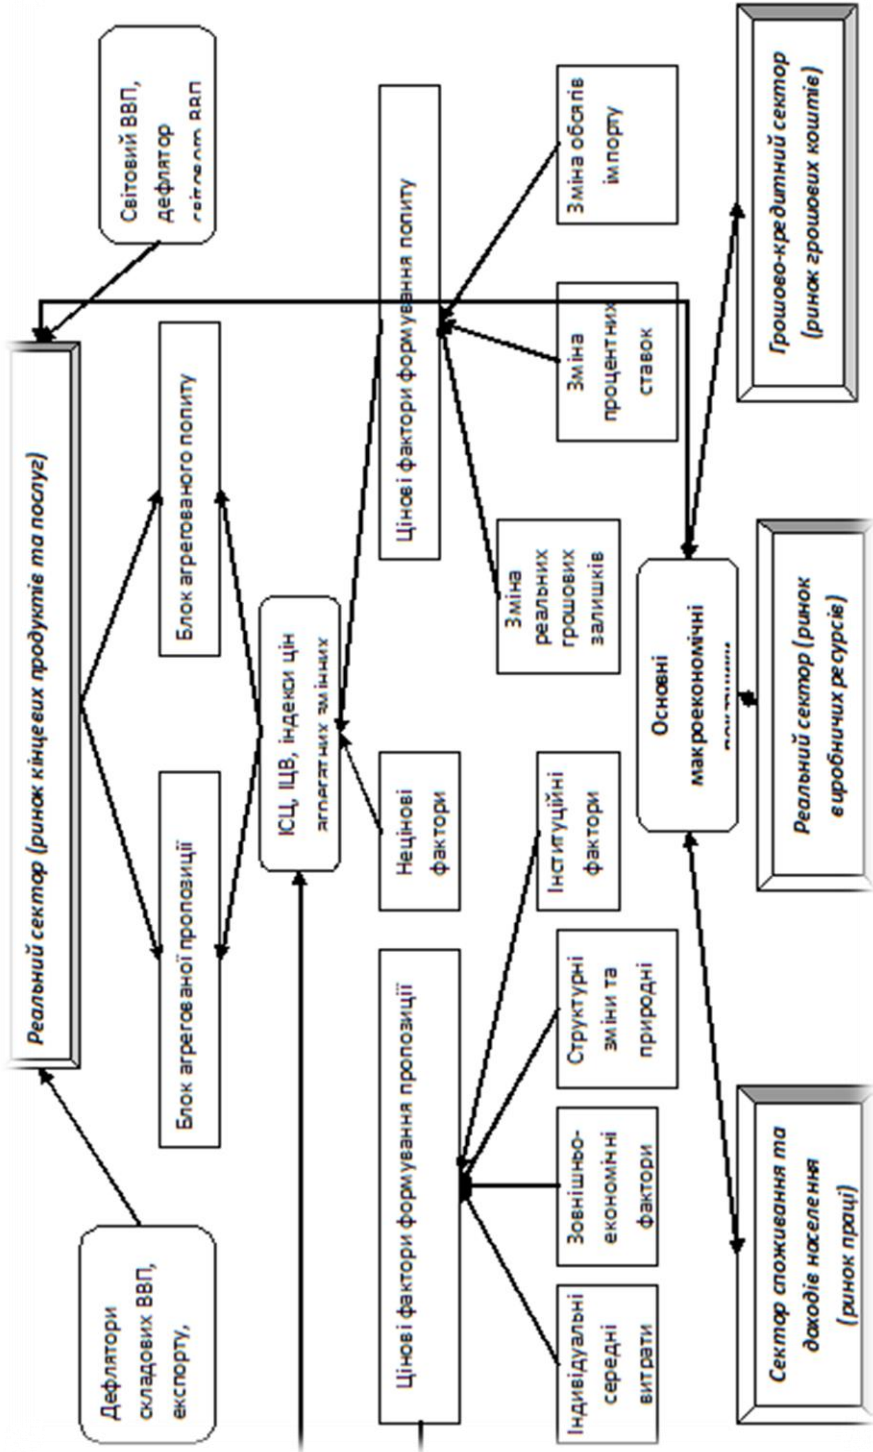 Реальний сектор (ринок кінцевих продуктів та послуг)
Дефлятори
складових ВВП,
експорту,
Світовий ВВП,
дефлятор
світового ВВП
Блок агрегованої пропозиції
Блок агрегованого попиту
ІСЦ, ІЦВ, індекси цін
агрегатних змінних
Цінові фактори формування пропозиції
Нецінові
фактори
Цінові фактори формування попиту
Індивідуальні
середні
витрати
Зовнішньо-
економічні
фактори
Структурні
зміни та
природні
Інституційні
фактори
Зміна
реальних
грошових
залишків
Зміна
процентних
ставок
Зміна обсягів
імпорту
Основні
макроекономічні
Сектор споживання та
доходів населення
(ринок праці)
Реальний сектор (ринок
виробничих ресурсів)
Грошово-кредитний сектор
(ринок грошових коштів)